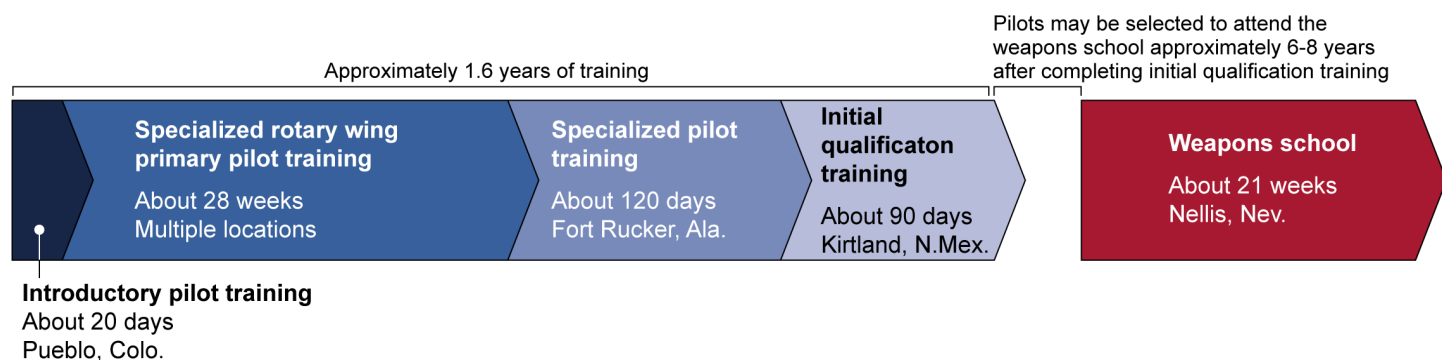 Pilots may be selected to attend the
weapons school approximately 6-8 years
after completing initial qualification training
Approximately 1.6 years of training
Specialized rotary wing
primary pilot training
About 28 weeks
Multiple locations
Specialized pilot
training
About 120 days
Fort Rucker, Ala.
Initial
qualificaton
training
About 90 days
Kirtland, N.Mex.
Weapons school
About 21 weeks
Nellis, Nev.
Introductory pilot training
About 20 days
Pueblo, Colo.